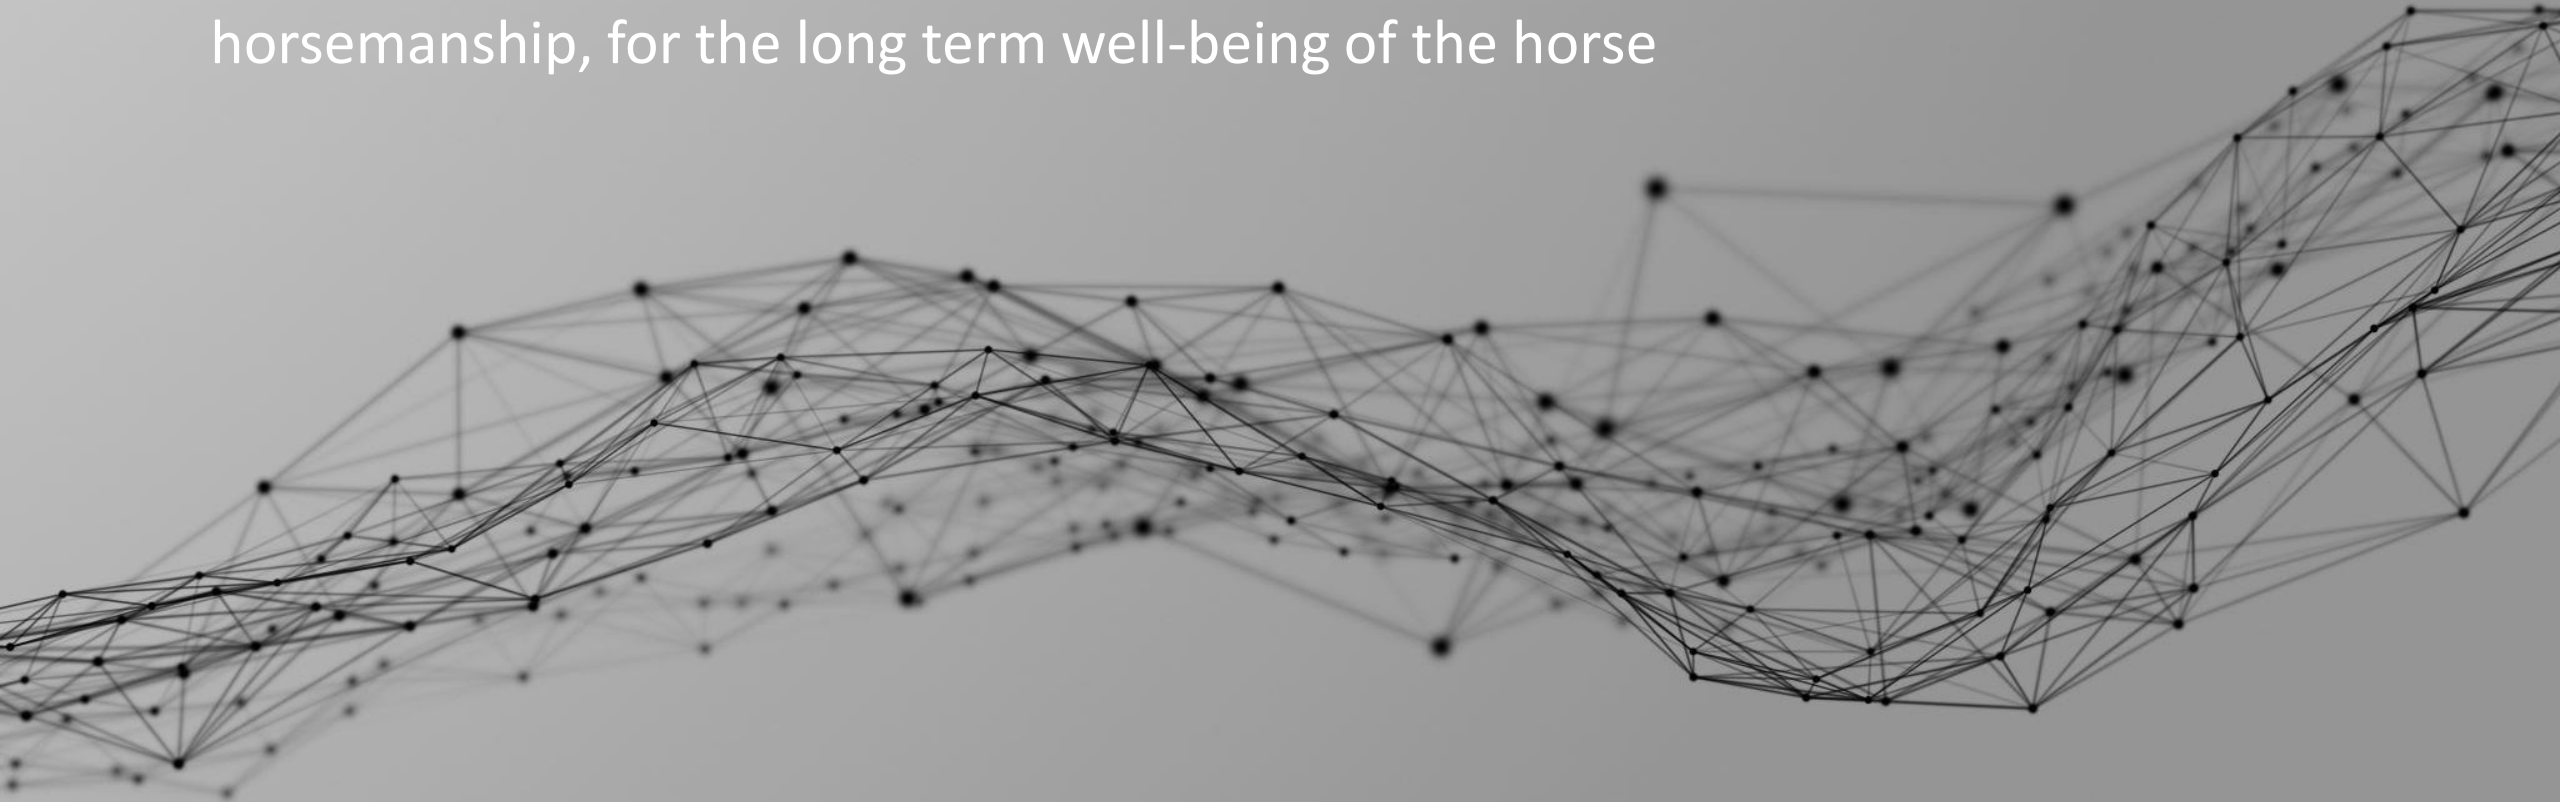 horsemanship, for the long term well-being of the horse